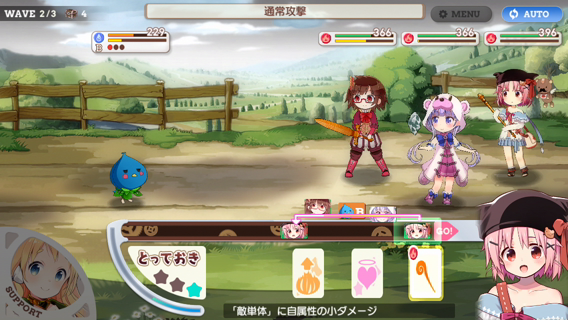 WAVE 2/3 4
通常攻撃
MENU
AUTO
229
B
366
366
396
B
GO!
とっておき
SUPPORT
「敵単体」に自属性の小ダメージ